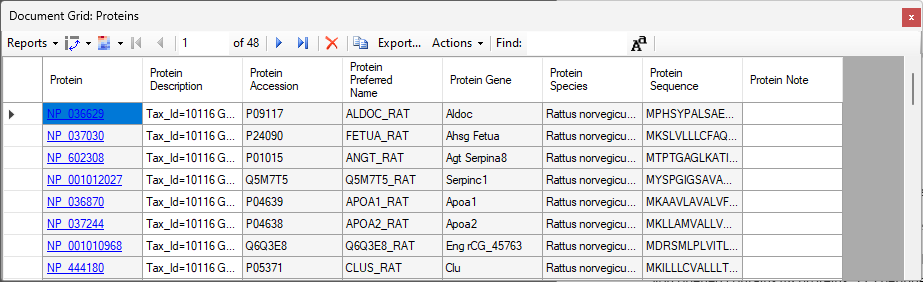 Document Grid: Proteins
Reports 1 of 48 Export... Actions Find: Aa
Protein Protein Description Protein Accession Protein Preferred Name Protein Gene Protein Species Protein Sequence Protein Note
NP_036629 Tax_Id=10116 G... P09117 ALDOC_RAT Aldoc Rattus norvegicu... MPHSYPALSAE...
NP_037030 Tax_Id=10116 G... P24090 FETUA_RAT Ahsg Fetua Rattus norvegicu... MKSLVLLLCFAQ...
NP_602308 Tax_Id=10116 G... P01015 ANGT_RAT Agt Serpina8 Rattus norvegicu... MTPTGAGLKATI...
NP_001012027 Tax_Id=10116 G... Q5M7T5 Q5M7T5_RAT Serpinc1 Rattus norvegicu... MYSPGIGSAVA...
NP_036870 Tax_Id=10116 G... P04639 APOA1_RAT Apoa1 Rattus norvegicu... MKAAVLAVALVF...
NP_037244 Tax_Id=10116 G... P04638 APOA2_RAT Apoa2 Rattus norvegicu... MKLLAMVALLV...
NP_001010968 Tax_Id=10116 G... Q6Q3E8 Q6Q3E8_RAT Eng rCG_45763 Rattus norvegicu... MDRSMLPLVITL...
NP_444180 Tax_Id=10116 G... P05371 CLUS_RAT Clu Rattus norvegicu... MKILLLCVALLLT...